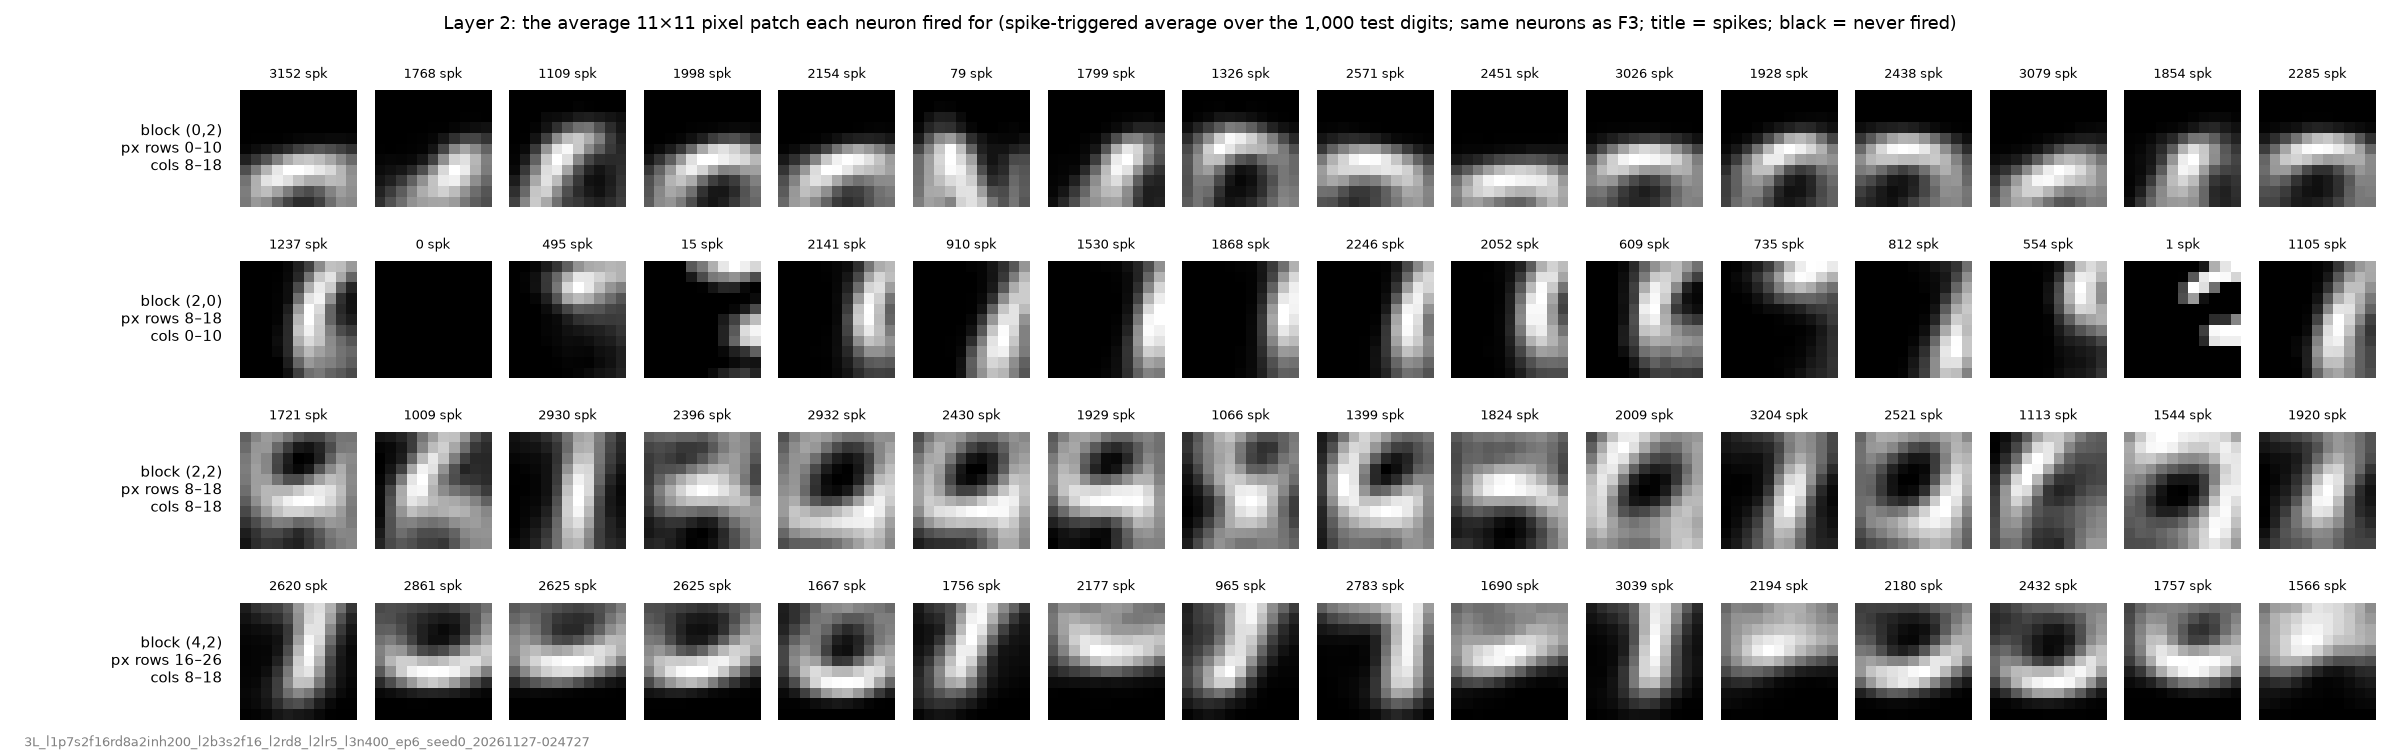 Layer 2: the average 11×11 pixel patch each neuron fired for (spike-triggered average over the 1,000 test digits; same neurons as F3; title = spikes; black = never fired)
3152 spk 1768 spk 1109 spk 1998 spk 2154 spk 79 spk 1799 spk 1326 spk 2571 spk 2451 spk 3026 spk 1928 spk 2438 spk 3079 spk 1854 spk 2285 spk
block (0,2)
px rows 0–10
cols 8–18
1237 spk 0 spk 495 spk 15 spk 2141 spk 910 spk 1530 spk 1868 spk 2246 spk 2052 spk 609 spk 735 spk 812 spk 554 spk 1 spk 1105 spk
block (2,0)
px rows 8–18
cols 0–10
1721 spk 1009 spk 2930 spk 2396 spk 2932 spk 2430 spk 1929 spk 1066 spk 1399 spk 1824 spk 2009 spk 3204 spk 2521 spk 1113 spk 1544 spk 1920 spk
block (2,2)
px rows 8–18
cols 8–18
2620 spk 2861 spk 2625 spk 2625 spk 1667 spk 1756 spk 2177 spk 965 spk 2783 spk 1690 spk 3039 spk 2194 spk 2180 spk 2432 spk 1757 spk 1566 spk
block (4,2)
px rows 16–26
cols 8–18
3L_l1p7s2f16rd8a2inh200_l2b3s2f16_l2rd8_l2lr5_l3n400_ep6_seed0_20261127-024727